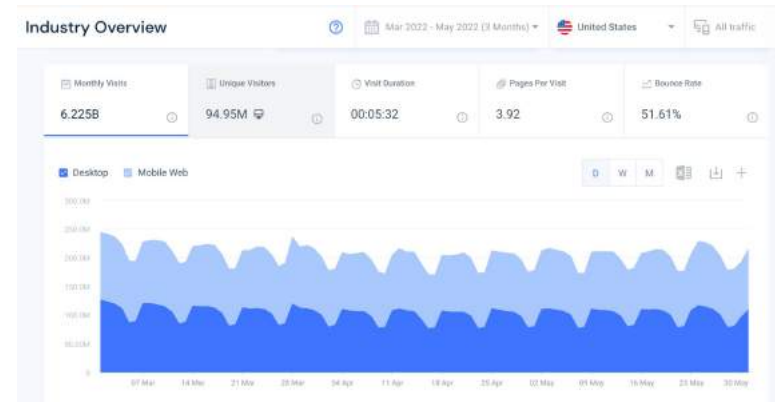 Industry Overview
Mar 2022 - May 2022 (3 Months)
United States
All traffic
Monthly Visits
6.225B
Unique Visitors
94.95M
Visit Duration
00:05:32
Pages Per Visit
3.92
Bounce Rate
51.61%
Desktop
Mobile Web
D
W
M
300.0M
250.0M
200.0M
150.0M
100.0M
50.00M
0
07 Mar
14 Mar
21 Mar
28 Mar
04 Apr
11 Apr
18 Apr
25 Apr
02 May
09 May
16 May
23 May
30 May